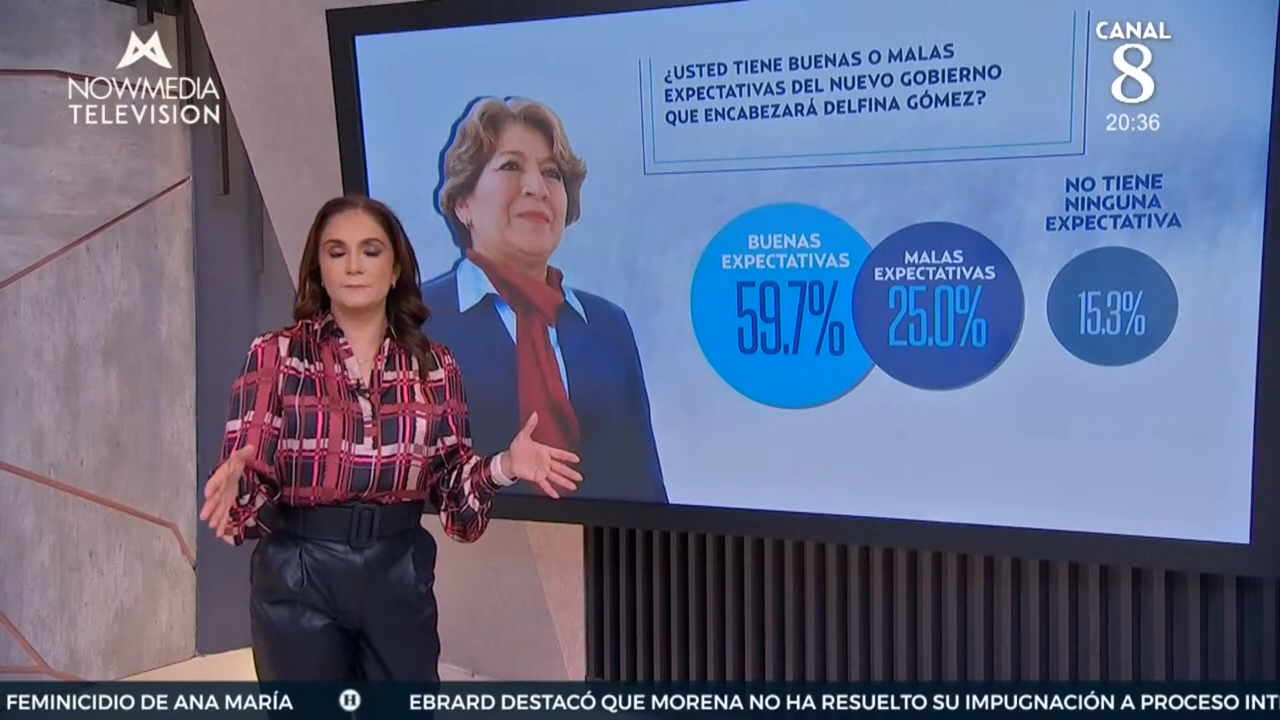 NOWMEDIA
TELEVISION
CANAL
8
20:36
¿USTED TIENE BUENAS O MALAS
EXPECTATIVAS DEL NUEVO GOBIERNO
QUE ENCABEZARÁ DELFINA GÓMEZ?
BUENAS
EXPECTATIVAS
59.7%
MALAS
EXPECTATIVAS
25.0%
NO TIENE
NINGUNA
EXPECTATIVA
15.3%
FEMINICIDIO DE ANA MARÍA
H
EBRARD DESTACÓ QUE MORENA NO HA RESUELTO SU IMPUGNACIÓN A PROCESO INT